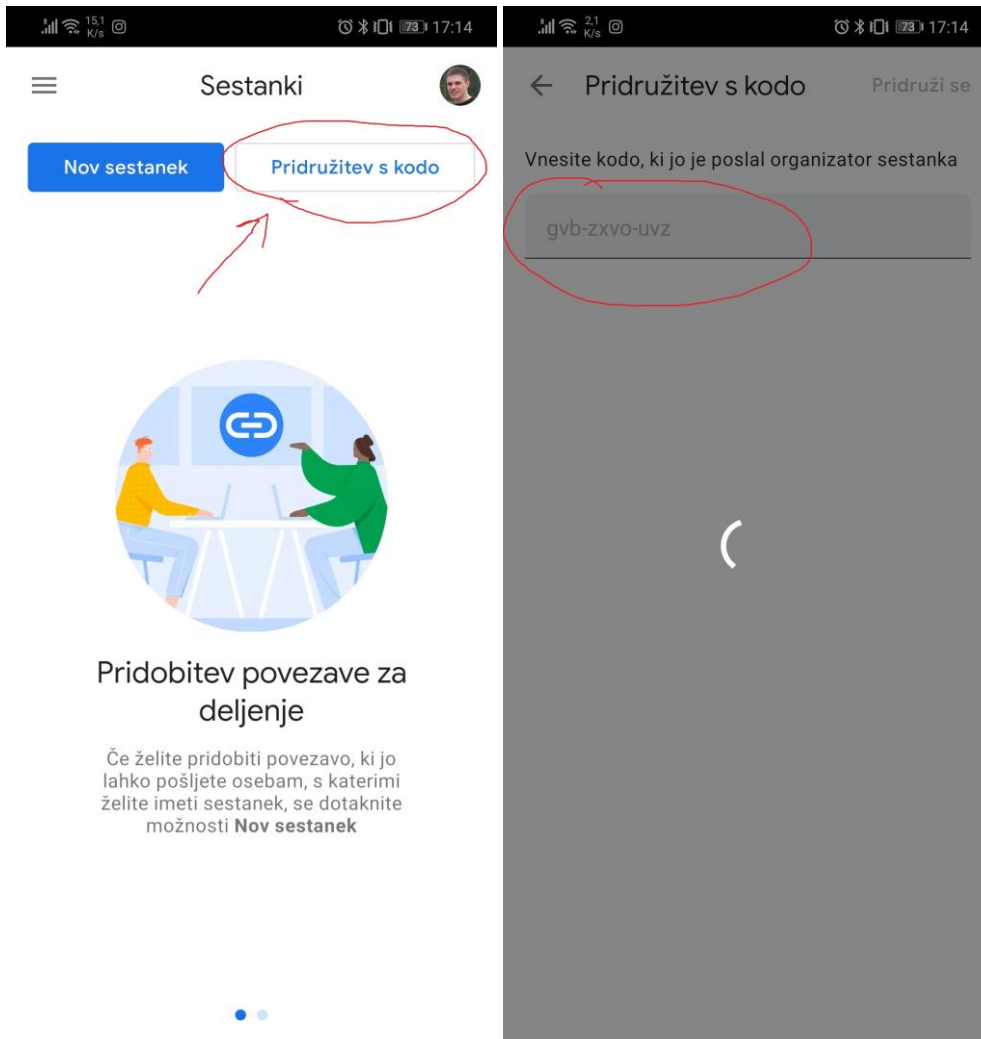 15,1
K/s
73
17:14
Sestanki
Nov sestanek
Pridružitev s kodo
Pridobitev povezave za
deljenje
Če želite pridobiti povezavo, ki jo
lahko pošljete osebam, s katerimi
želite imeti sestanek, se dotaknite
možnosti Nov sestanek
2,1
K/s
73
17:14
Pridružitev s kodo
Pridruži se
Vnesite kodo, ki jo je poslal organizator sestanka
gvb-zxvo-uvz